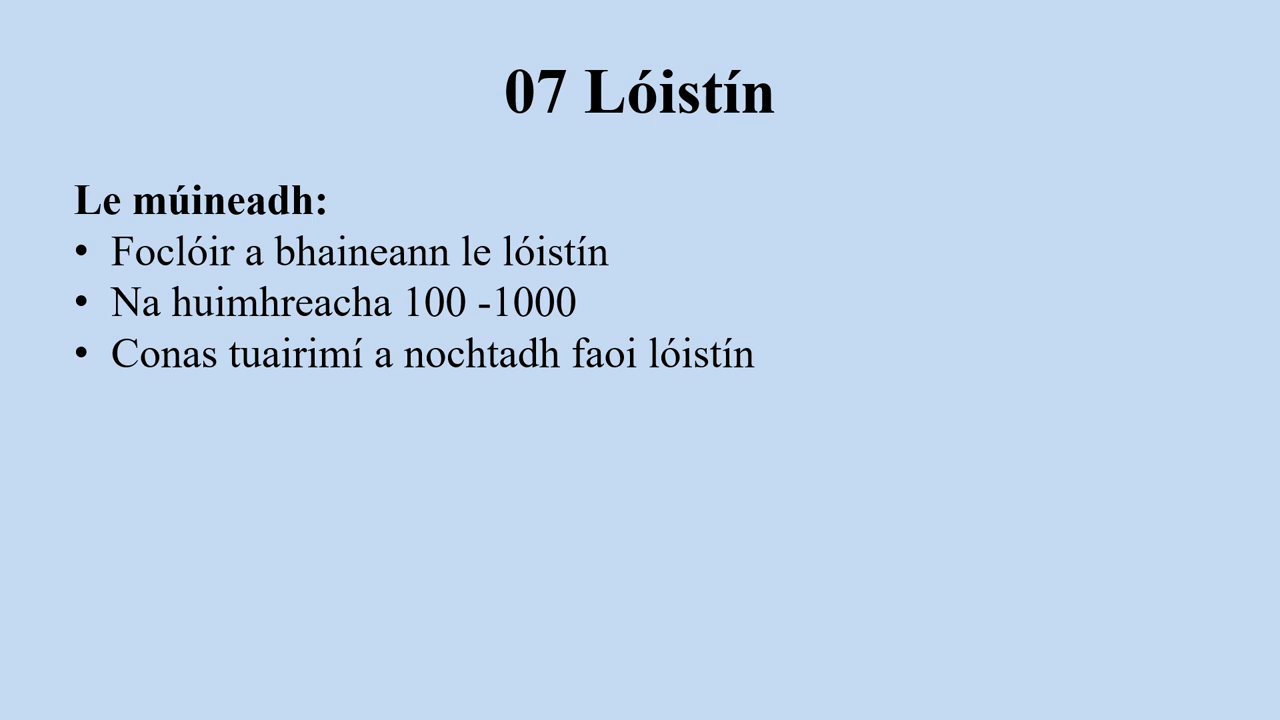 07 Lóistín
Le múineadh:
• Foclóir a bhaineann le lóistín
• Na huimhreacha 100 -1000
• Conas tuairimí a nochtadh faoi lóistín